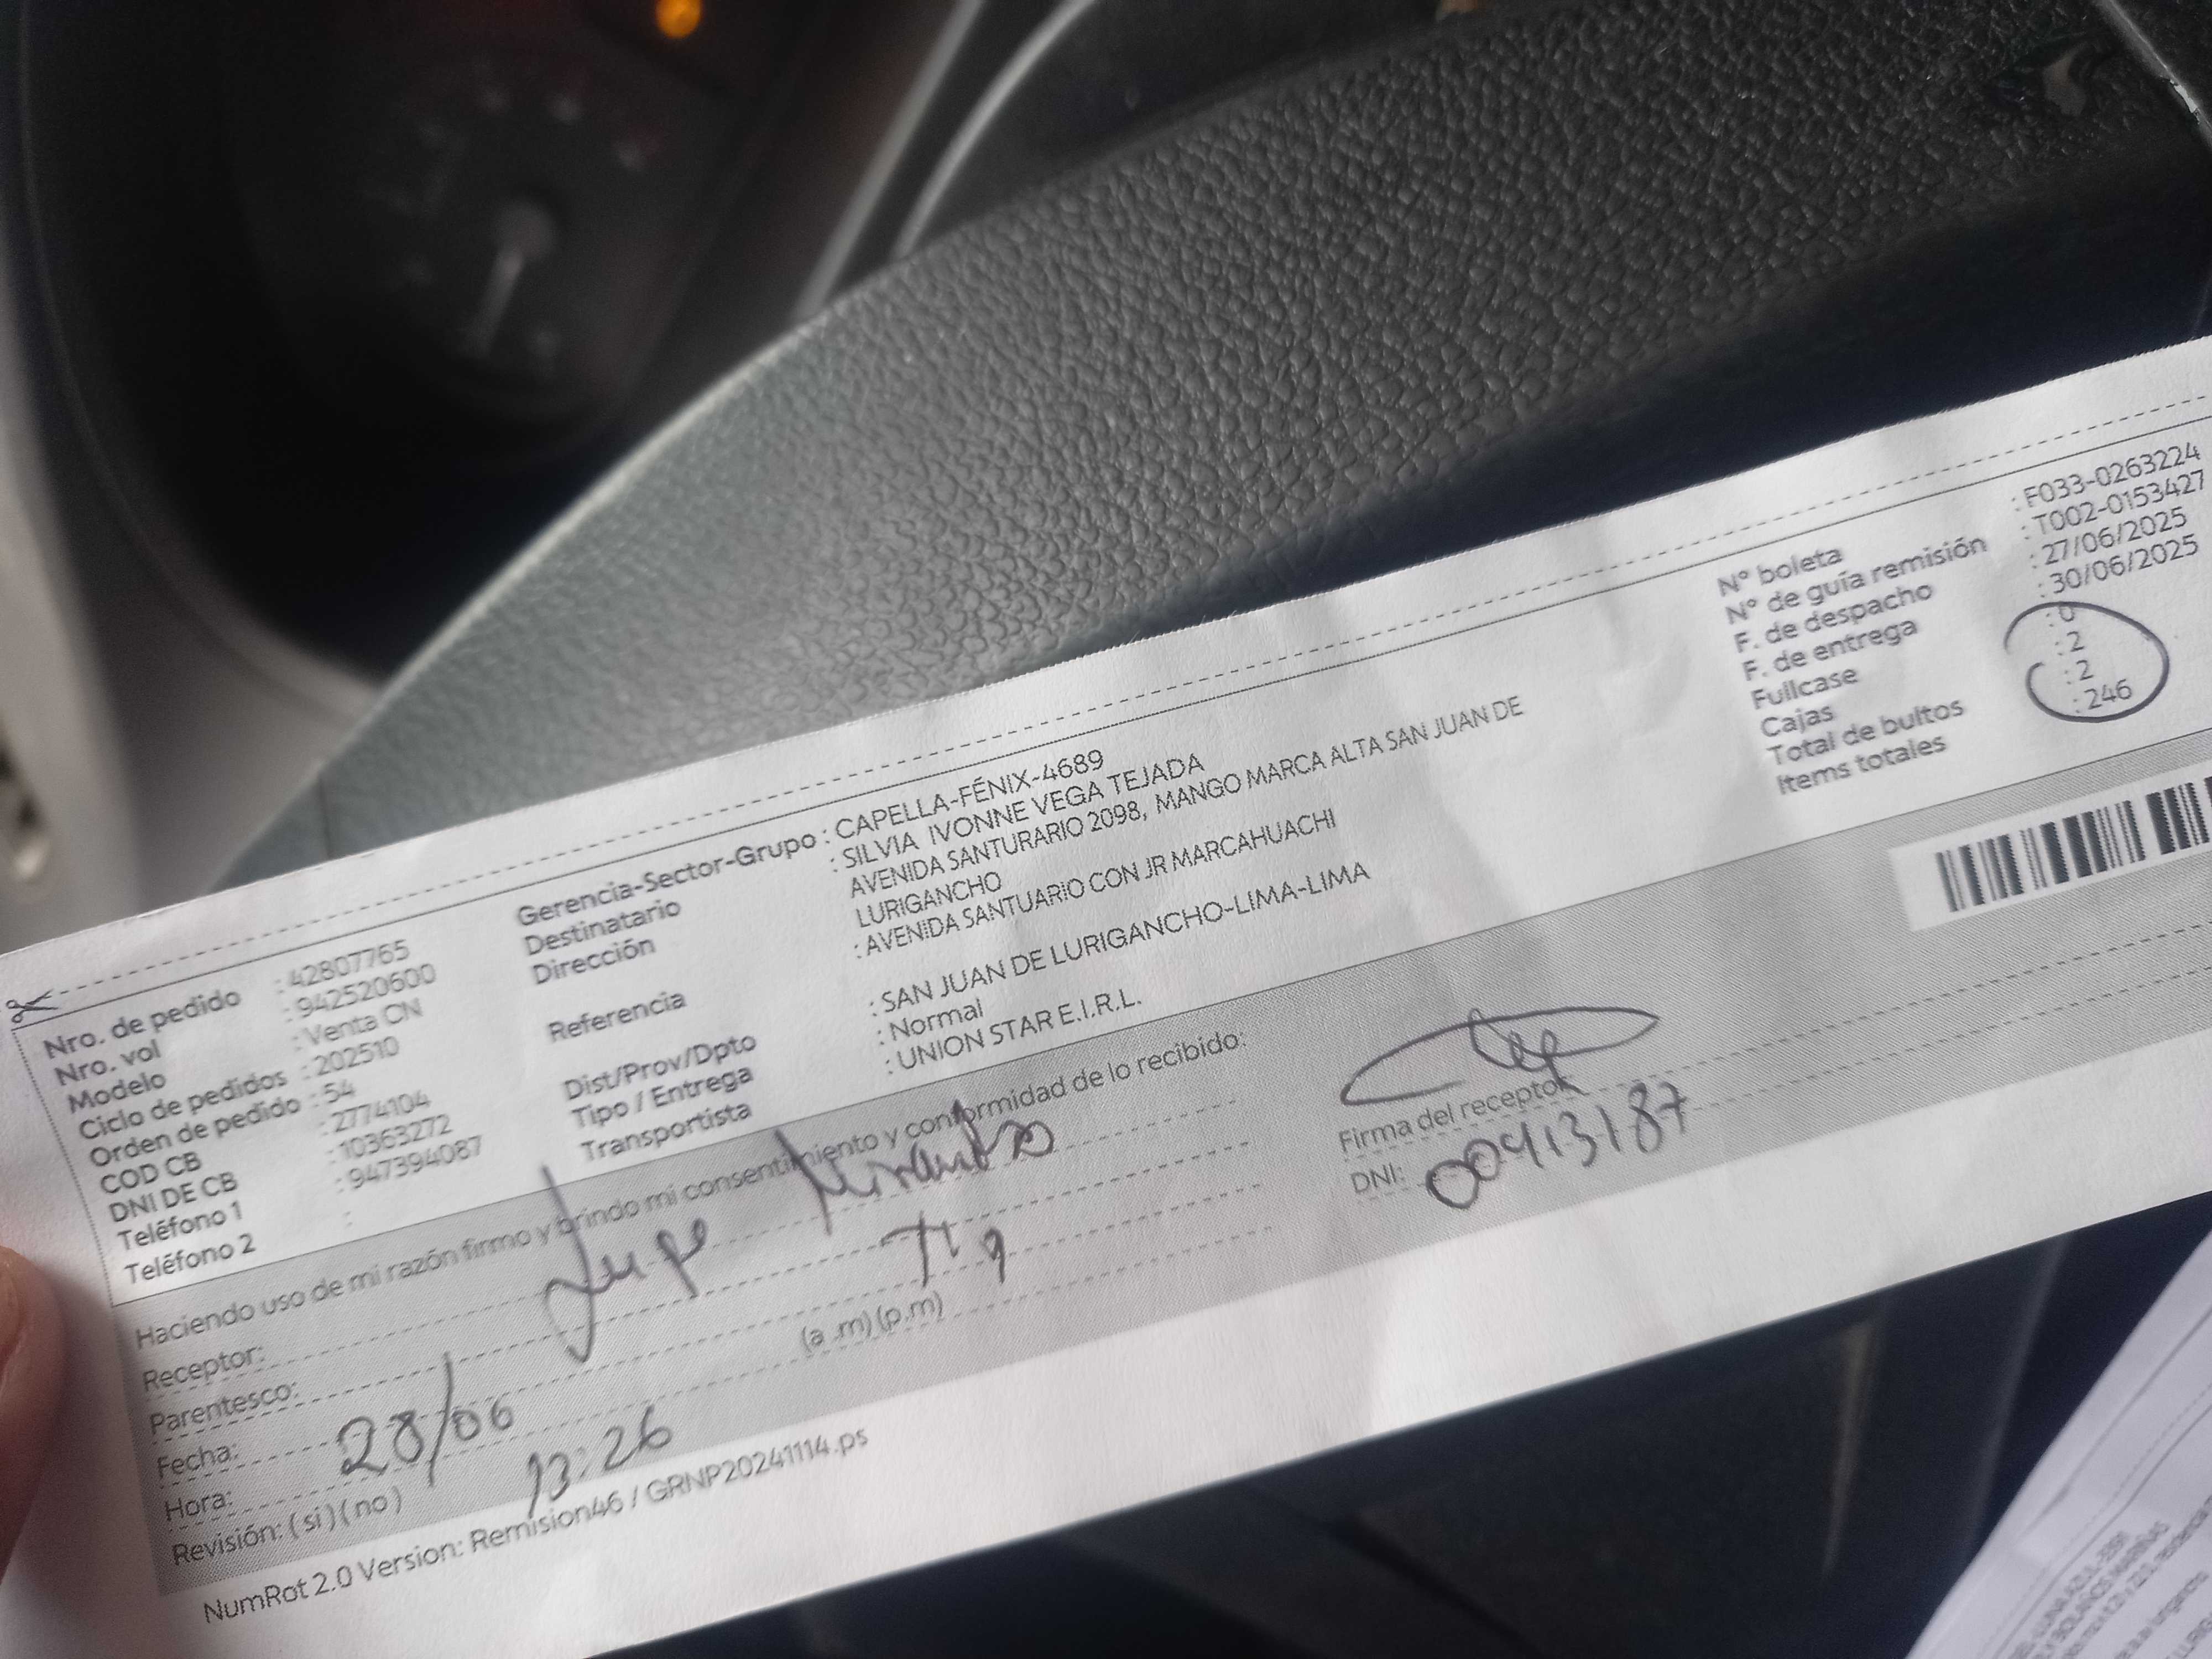 Nro. de pedido : 42807765
Nro. vol : 942520600
Modelo : Venta CN
Ciclo de pedidos : 202510
Orden de pedido : 54
COD CB : 2774104
DNI DE CB : 10363272
Teléfono 1 : 947394087
Teléfono 2 :
Gerencia-Sector-Grupo : CAPELLA-FÉNIX-4689
Destinatario : SILVIA IVONNE VEGA TEJADA
Dirección AVENIDA SANTURARIO 2098, MANGO MARCA ALTA SAN JUAN DE
LURIGANCHO
Referencia : AVENIDA SANTUARIO CON JR MARCAHUACHI
Dist/Prov/Dpto : SAN JUAN DE LURIGANCHO-LIMA-LIMA
Tipo / Entrega : Normal
Transportista : UNION STAR E.I.R.L.
N° boleta : F033-0263224
N° de guía remisión : T002-0153427
F. de despacho : 27/06/2025
F. de entrega : 30/06/2025
Fullcase : 0
Cajas : 2
Total de bultos : 2
Items totales : 246
Haciendo uso de mi razón firmo y brindo mi consentimiento y conformidad de lo recibido:
Receptor:
Parentesco:
Fecha: 28/06
Hora: 13:26 (a .m) (p.m)
Revisión: ( si ) ( no )
Firma del receptor
DNI: 00413187
NumRot 2.0 Version: Remision46 / GRNP20241114.ps